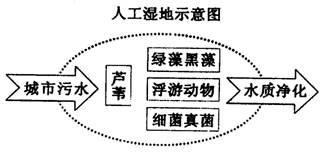 人工湿地示意图
城市污水
芦苇
绿藻黑藻
浮游动物
细菌真菌
水质净化